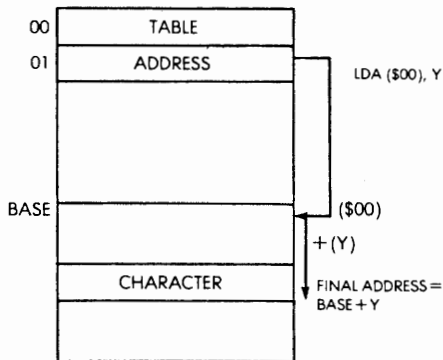 00 TABLE
01 ADDRESS
LDA ($00), Y
BASE
($00)
+(Y)
CHARACTER
FINAL ADDRESS=
BASE+Y